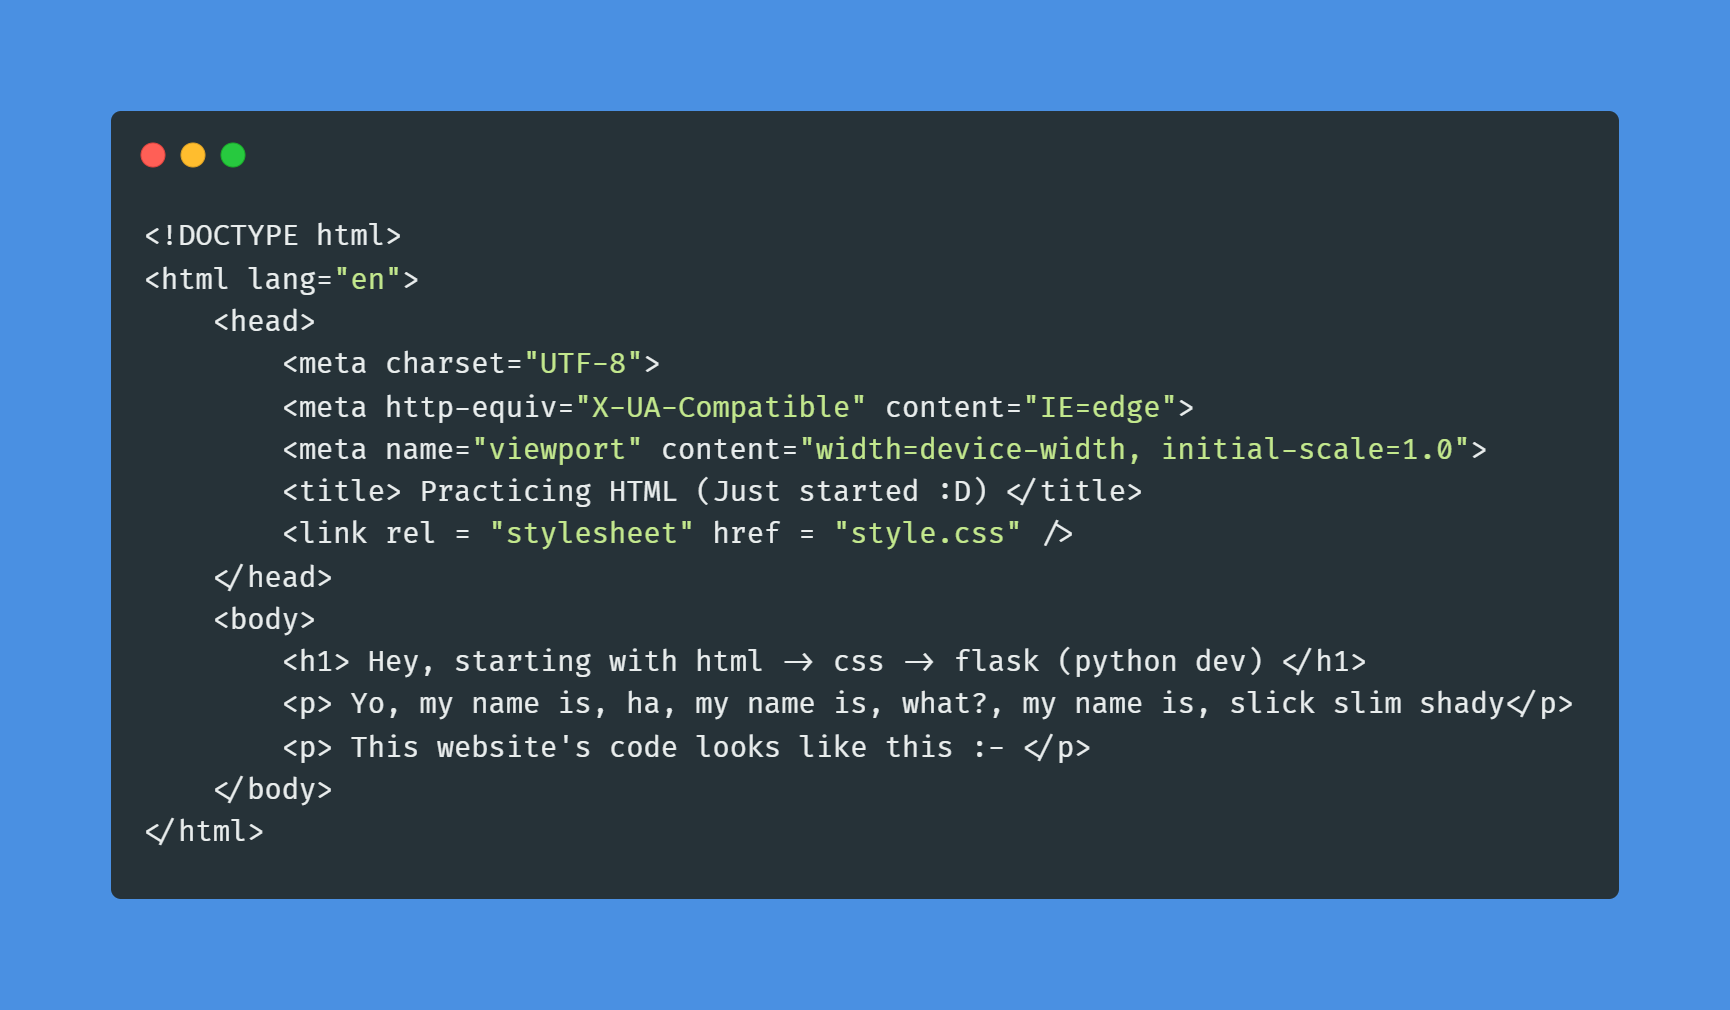 <!DOCTYPE html>
<html lang="en">
    <head>
        <meta charset="UTF-8">
        <meta http-equiv="X-UA-Compatible" content="IE=edge">
        <meta name="viewport" content="width=device-width, initial-scale=1.0">
        <title> Practicing HTML (Just started :D) </title>
        <link rel = "stylesheet" href = "style.css" />
    </head>
    <body>
        <h1> Hey, starting with html -> css -> flask (python dev) </h1>
        <p> Yo, my name is, ha, my name is, what?, my name is, slick slim shady</p>
        <p> This website's code looks like this :- </p>
    </body>
</html>